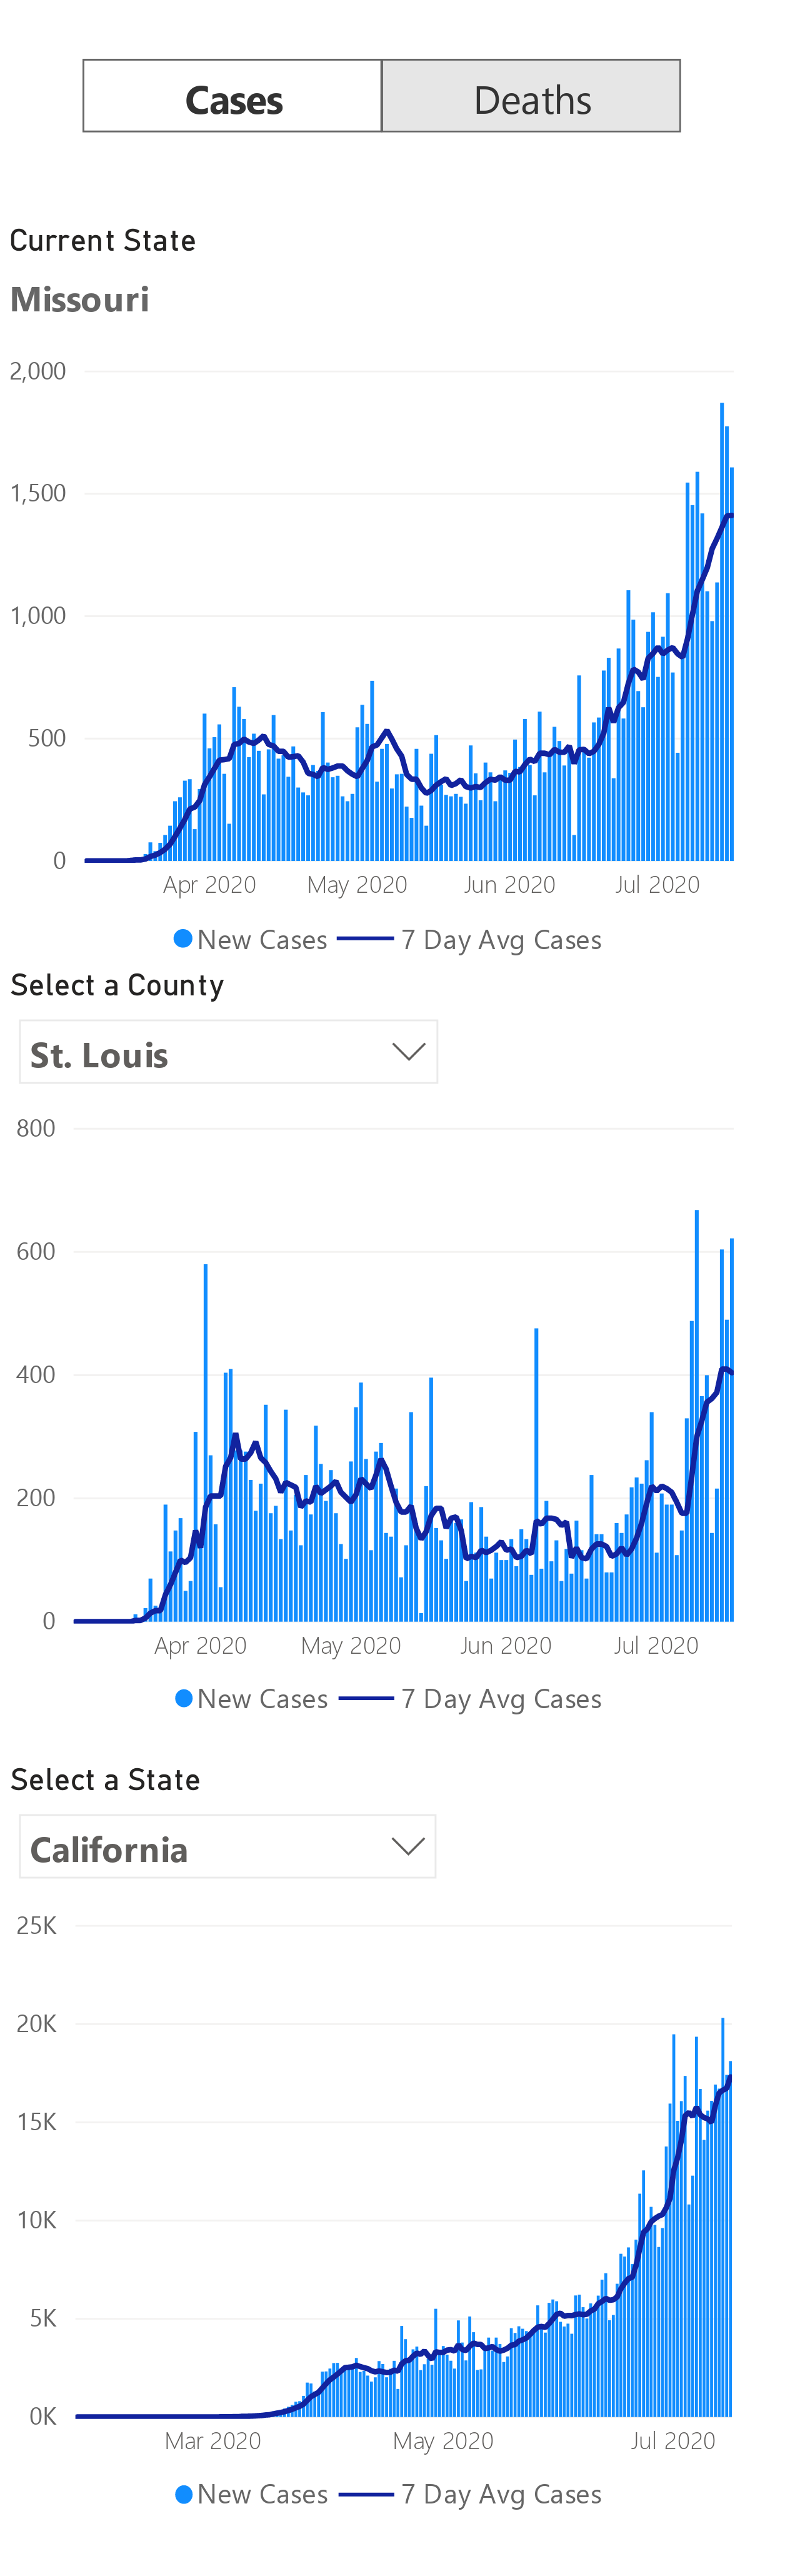 Cases Deaths
Current State
Missouri
2,000
1,500
1,000
500
0
Apr 2020 May 2020 Jun 2020 Jul 2020
New Cases 7 Day Avg Cases
Select a County
St. Louis
800
600
400
200
0
Apr 2020 May 2020 Jun 2020 Jul 2020
New Cases 7 Day Avg Cases
Select a State
California
25K
20K
15K
10K
5K
0K
Mar 2020 May 2020 Jul 2020
New Cases 7 Day Avg Cases